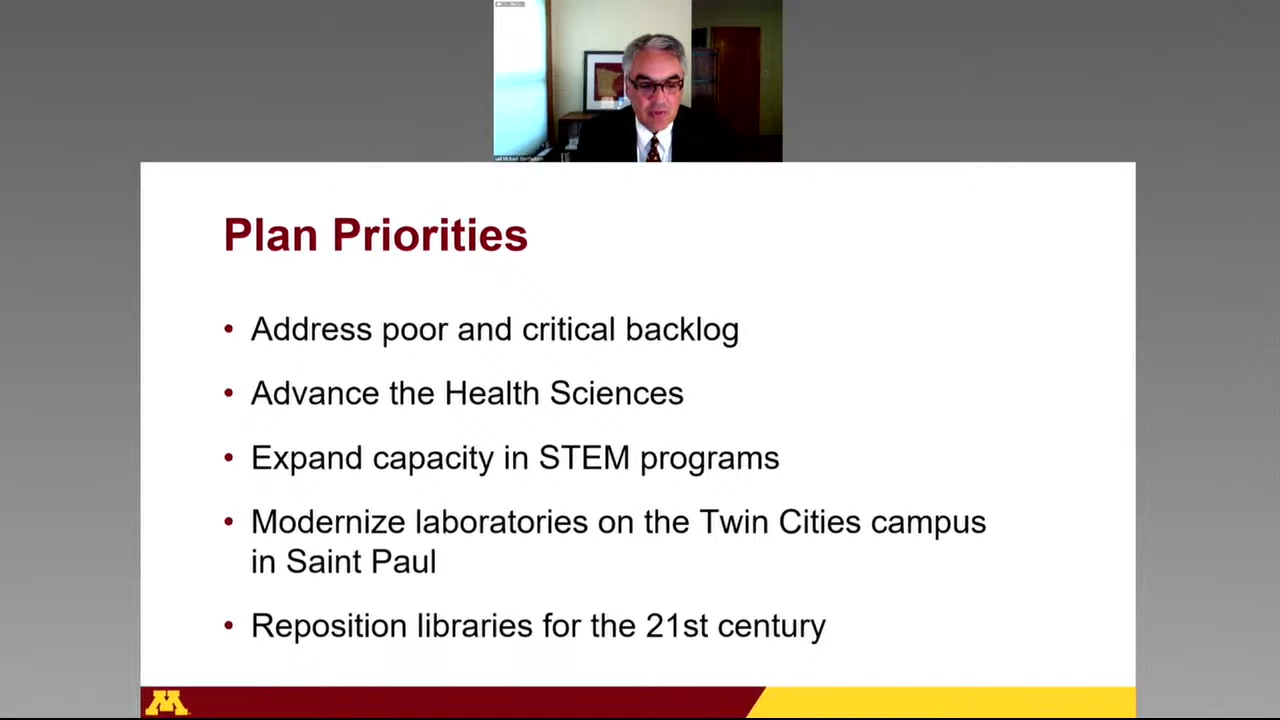 Plan Priorities
• Address poor and critical backlog
• Advance the Health Sciences
• Expand capacity in STEM programs
• Modernize laboratories on the Twin Cities campus
in Saint Paul
• Reposition libraries for the 21st century
M